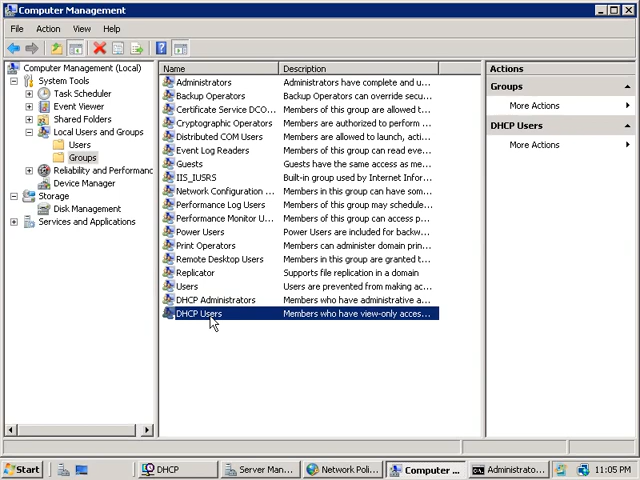 Computer Management
File Action View Help
Computer Management (Local)
System Tools
Task Scheduler
Event Viewer
Shared Folders
Local Users and Groups
Users
Groups
Reliability and Performanc
Device Manager
Storage
Disk Management
Services and Applications
Name Description
Administrators Administrators have complete and u...
Backup Operators Backup Operators can override secu...
Certificate Service DCO... Members of this group are allowed t...
Cryptographic Operators Members are authorized to perform ...
Distributed COM Users Members are allowed to launch, acti...
Event Log Readers Members of this group can read eve...
Guests Guests have the same access as me...
IIS_IUSRS Built-in group used by Internet Infor...
Network Configuration ... Members in this group can have som...
Performance Log Users Members of this group may schedule...
Performance Monitor U... Members of this group can access p...
Power Users Power Users are included for backw...
Print Operators Members can administer domain prin...
Remote Desktop Users Members in this group are granted t...
Replicator Supports file replication in a domain
Users Users are prevented from making ac...
DHCP Administrators Members who have administrative a...
DHCP Users Members who have view-only acces...
Actions
Groups
More Actions
DHCP Users
More Actions
Start DHCP Server Man... Network Poli... Computer ... Administrato... 11:05 PM